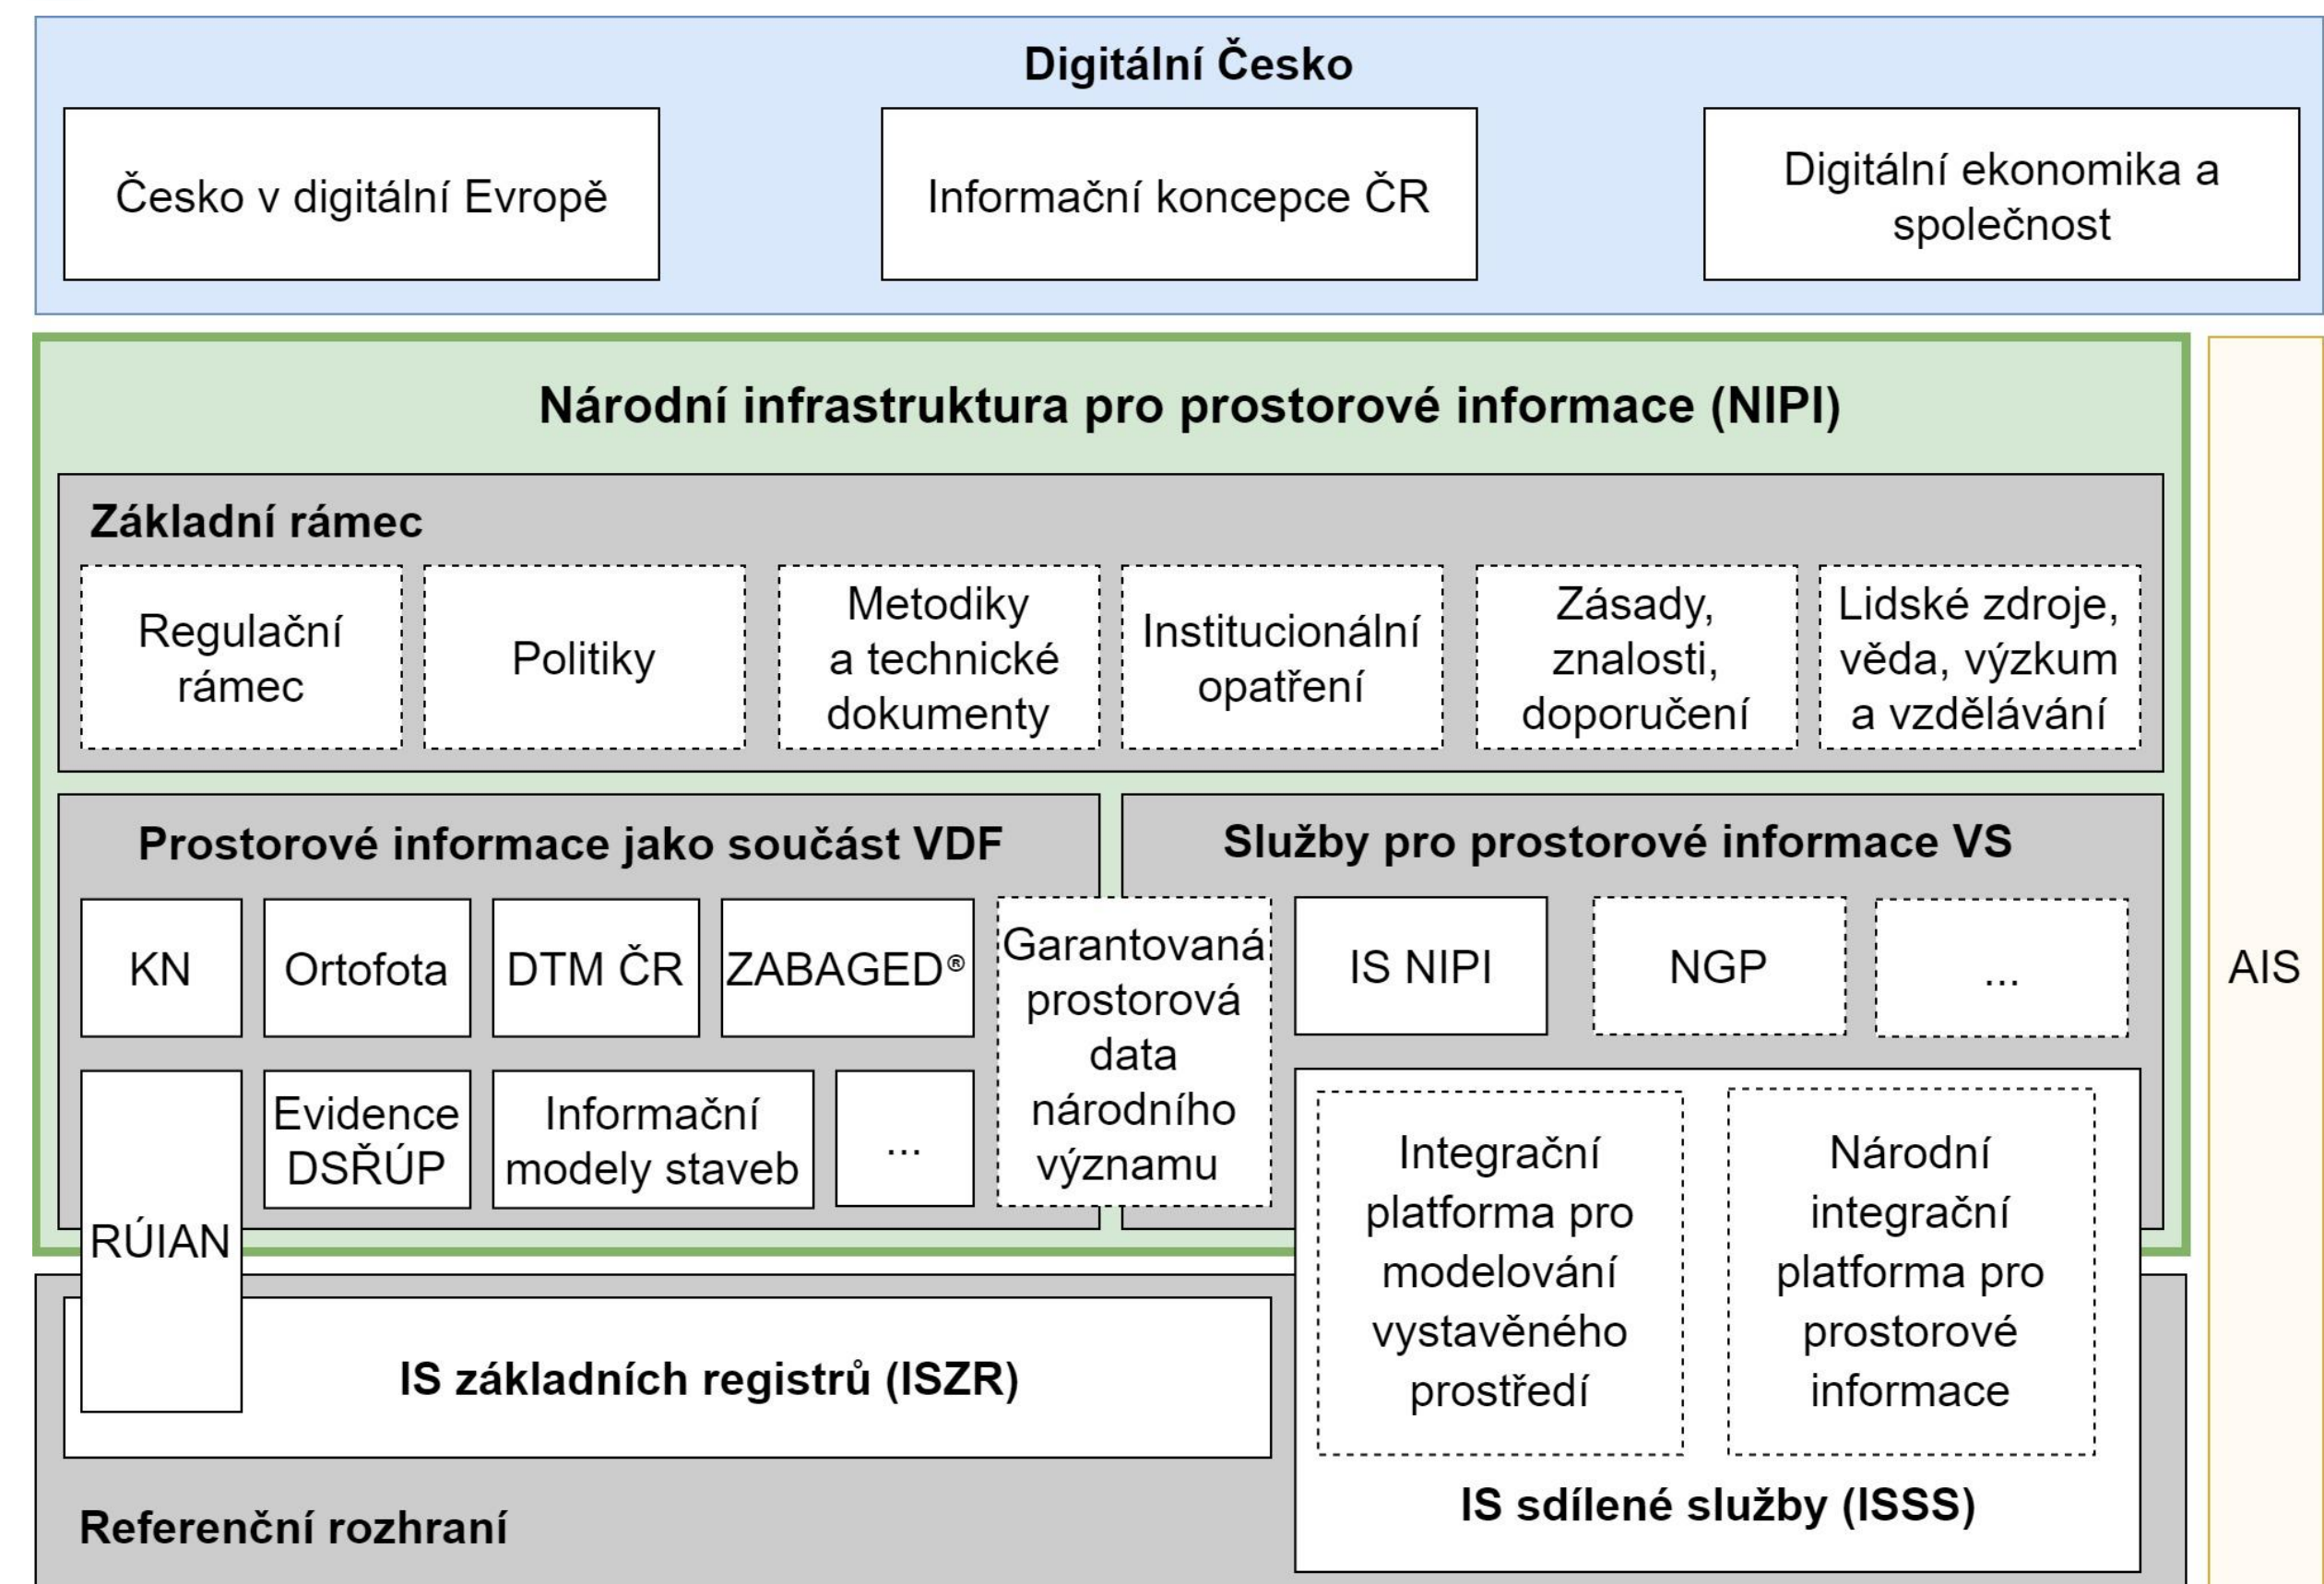 Digitální Česko
Česko v digitální Evropě
Informační koncepce ČR
Digitální ekonomika a
společnost
Národní infrastruktura pro prostorové informace (NIPI)
Základní rámec
Regulační
rámec
Politiky
Metodiky
a technické
dokumenty
Institucionální
opatření
Zásady,
znalosti,
doporučení
Lidské zdroje,
věda, výzkum
a vzdělávání
Prostorové informace jako součást VDF
KN
Ortofota
DTM ČR
ZABAGED®
RÚIAN
Evidence
DSŘÚP
Informační
modely staveb
...
Garantovaná
prostorová
data
národního
významu
Služby pro prostorové informace VS
IS NIPI
NGP
...
Integrační
platforma pro
modelování
vystavěného
prostředí
Národní
integrační
platforma pro
prostorové
informace
IS sdílené služby (ISSS)
IS základních registrů (ISZR)
Referenční rozhraní
AIS